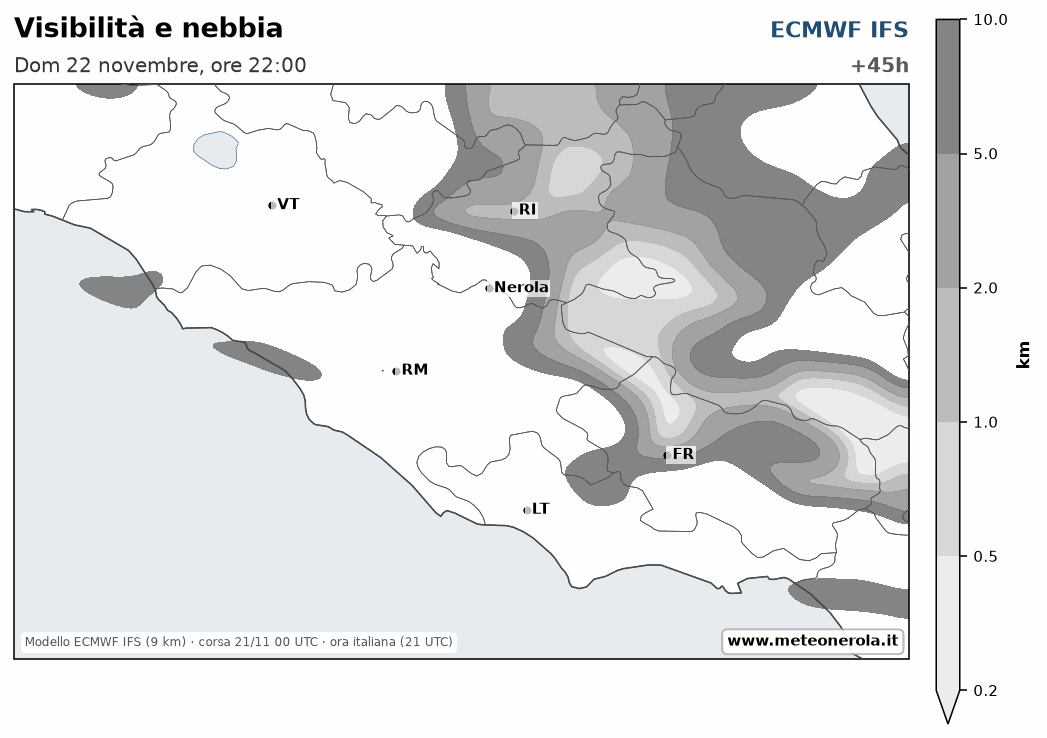 Visibilità e nebbia
ECMWF IFS
Dom 22 novembre, ore 22:00
+45h
10.0
5.0
2.0
1.0
0.5
0.2
km
VT
RI
Nerola
RM
FR
LT
Modello ECMWF IFS (9 km) · corsa 21/11 00 UTC · ora italiana (21 UTC)
www.meteonerola.it